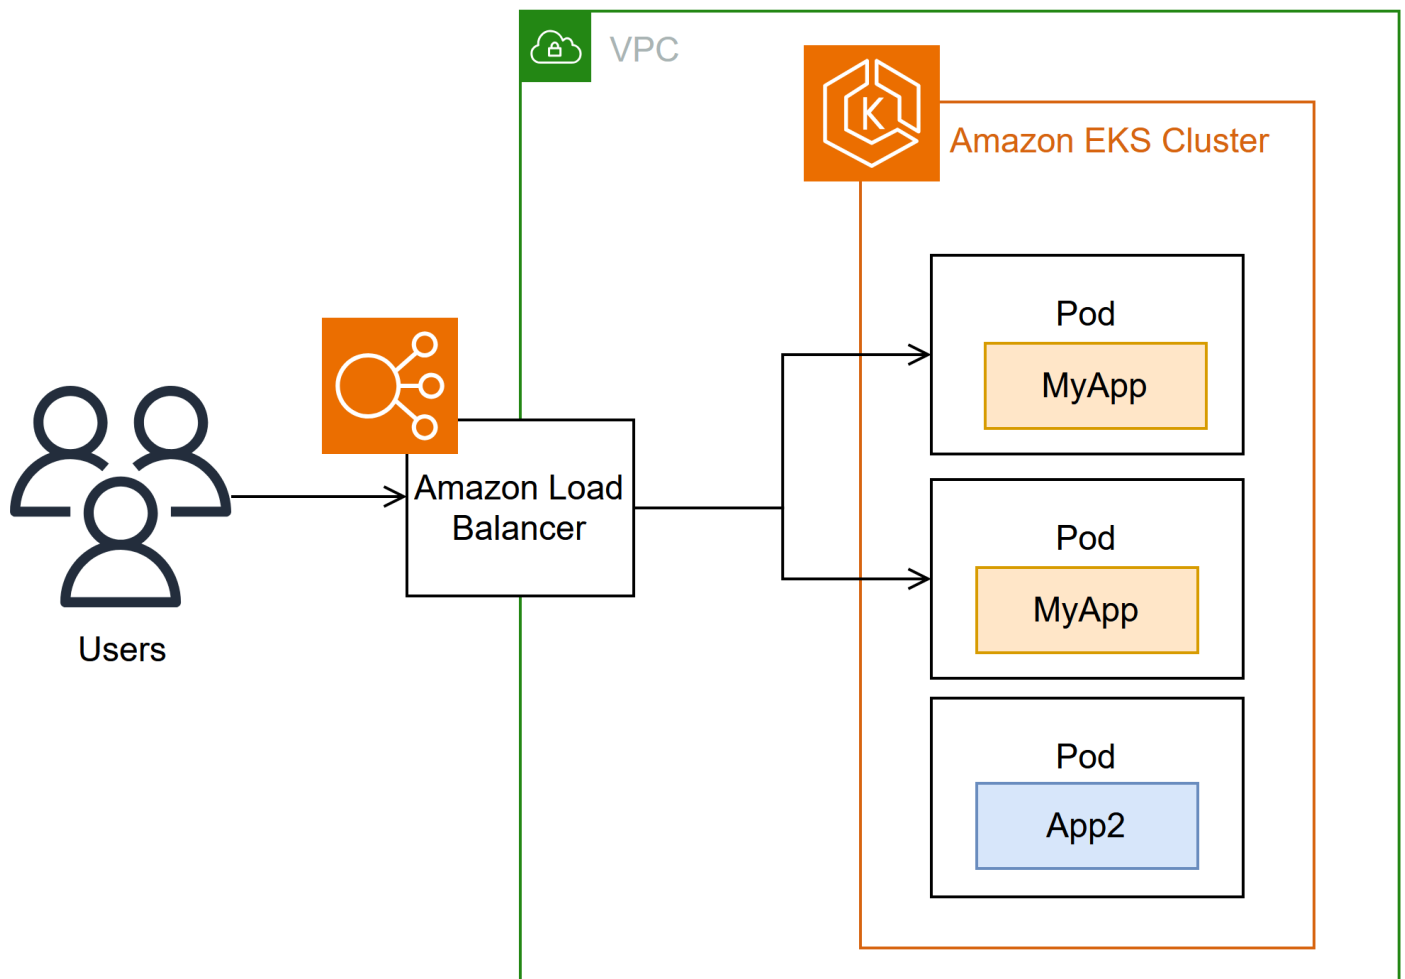 VPC
K
Amazon EKS Cluster
Pod
MyApp
Amazon Load
Balancer
Pod
MyApp
Users
Pod
App2